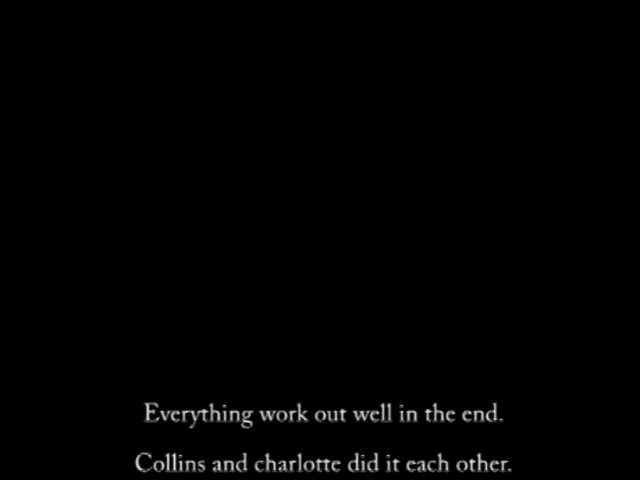 Everything work out well in the end.
Collins and charlotte did it each other.